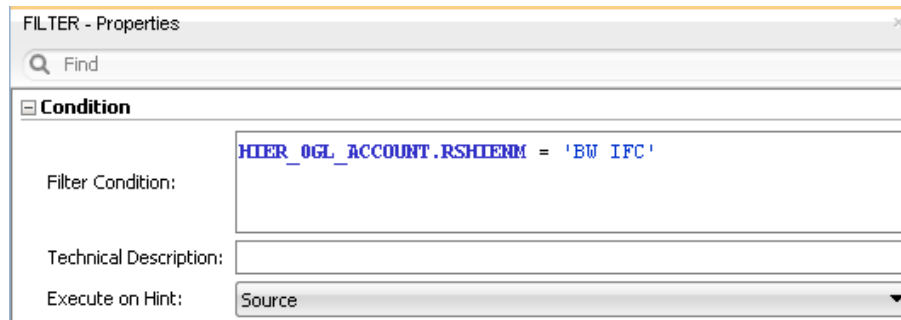 FILTER - Properties
Find
Condition
HIER_0GL_ACCOUNT.RSHIENM = 'BW IFC'
Filter Condition:
Technical Description:
Execute on Hint: Source